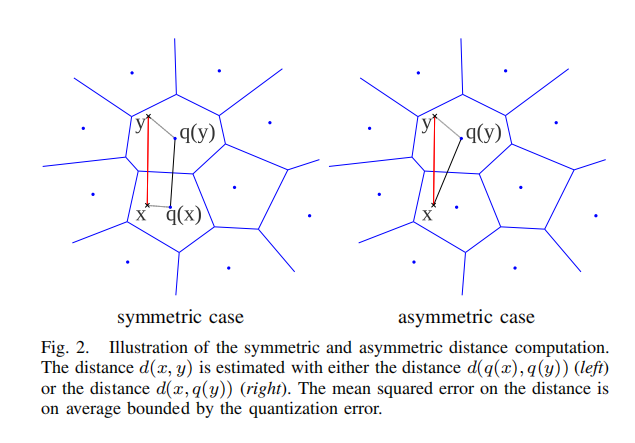 y
q(y)
x
q(x)
y
q(y)
x
symmetric case
asymmetric case
Fig. 2. Illustration of the symmetric and asymmetric distance computation.
The distance d(x, y) is estimated with either the distance d(q(x), q(y)) (left)
or the distance d(x, q(y)) (right). The mean squared error on the distance is
on average bounded by the quantization error.